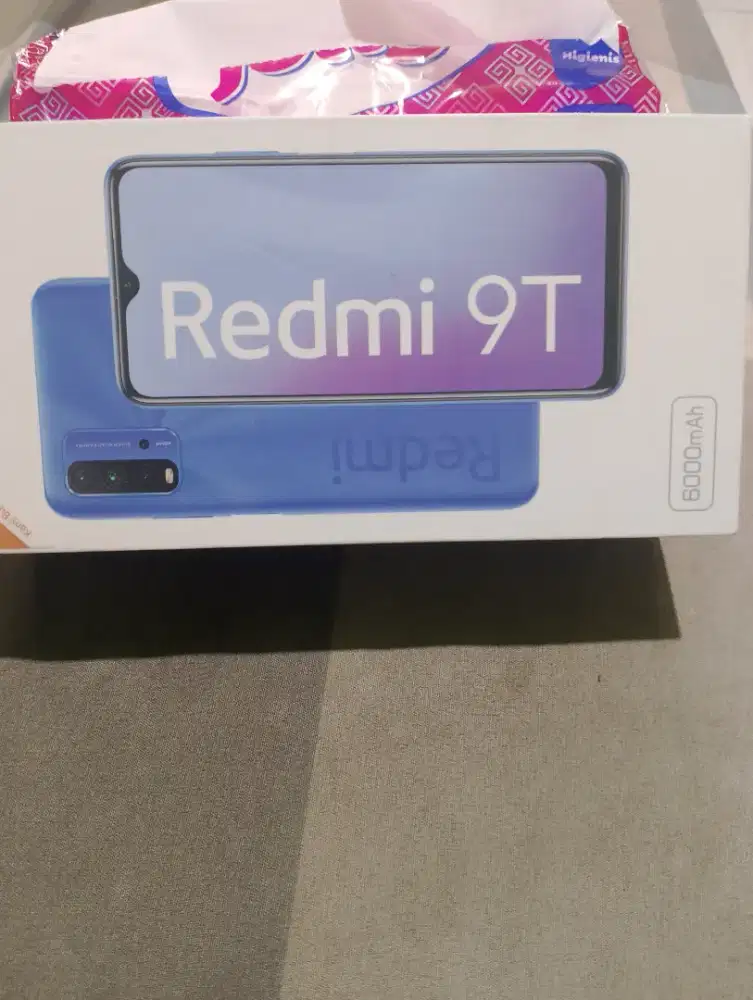 Higienis
Redmi 9T
Redmi
6000mAh